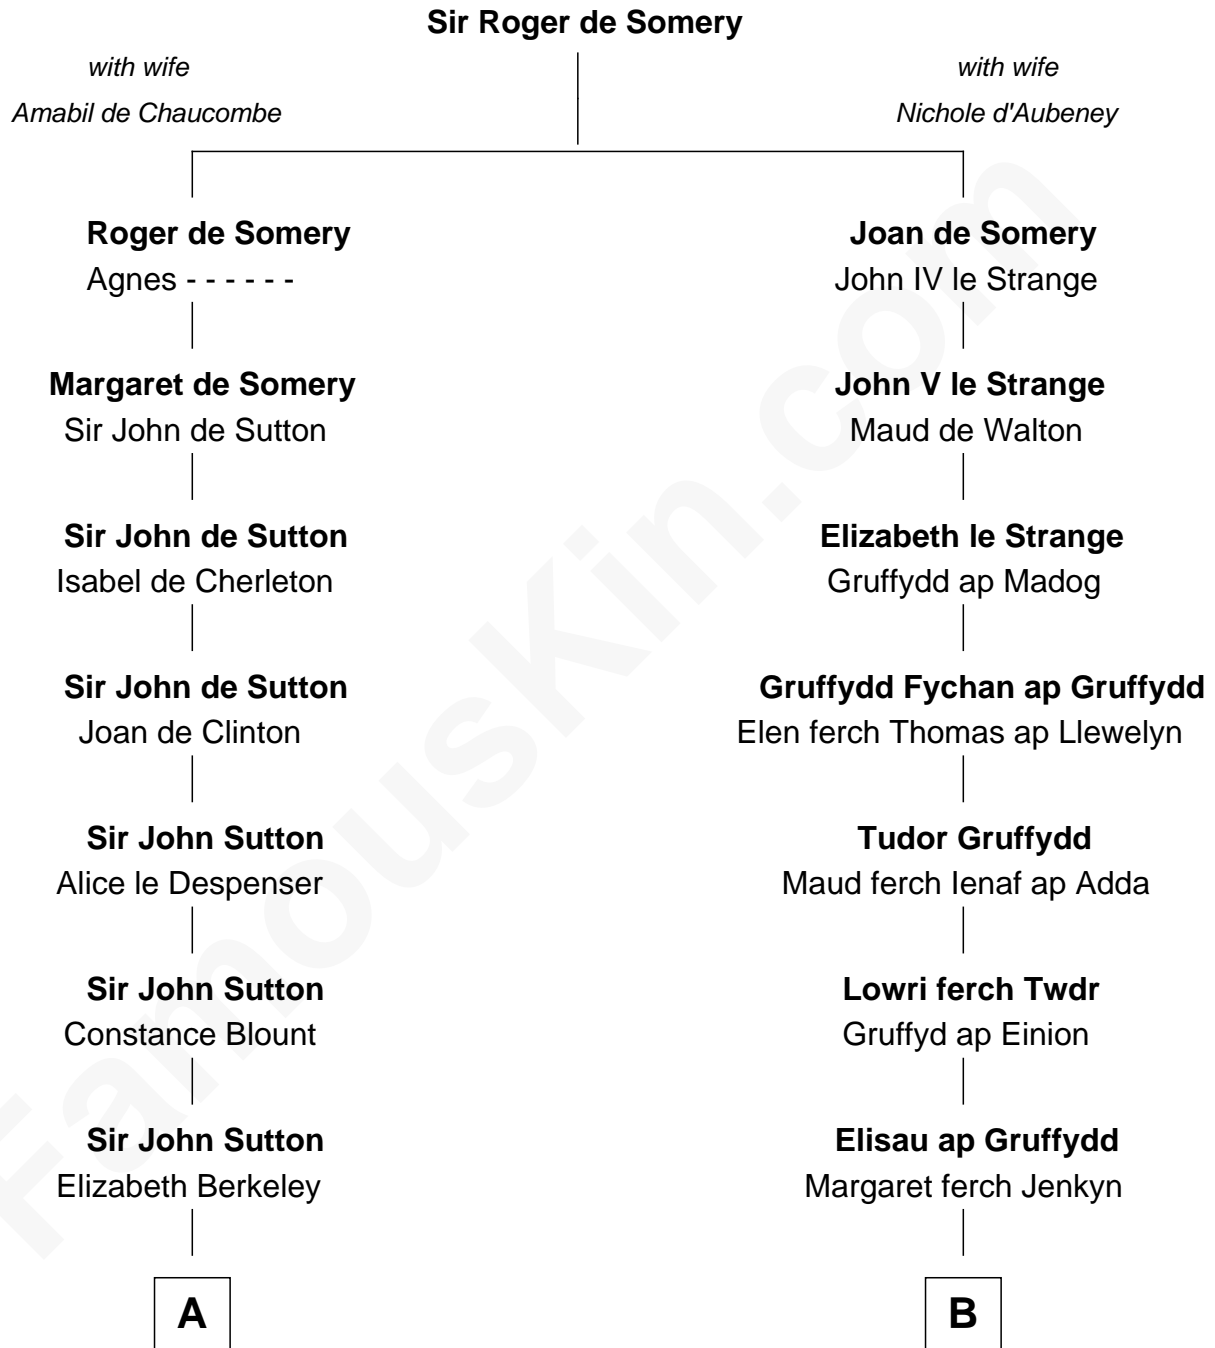 Sir Roger de Somery
with wife
Amabil de Chaucombe
with wife
Nichole d'Aubeney
Roger de Somery
Agnes - - - - - -
Margaret de Somery
Sir John de Sutton
Sir John de Sutton
Isabel de Cherleton
Sir John de Sutton
Joan de Clinton
Sir John Sutton
Alice le Despenser
Sir John Sutton
Constance Blount
Sir John Sutton
Elizabeth Berkeley
A
Joan de Somery
John IV le Strange
John V le Strange
Maud de Walton
Elizabeth le Strange
Gruffydd ap Madog
Gruffydd Fychan ap Gruffydd
Elen ferch Thomas ap Llewelyn
Tudor Gruffydd
Maud ferch Ienaf ap Adda
Lowri ferch Twdr
Gruffyd ap Einion
Elisau ap Gruffydd
Margaret ferch Jenkyn
B
FamousKin.com